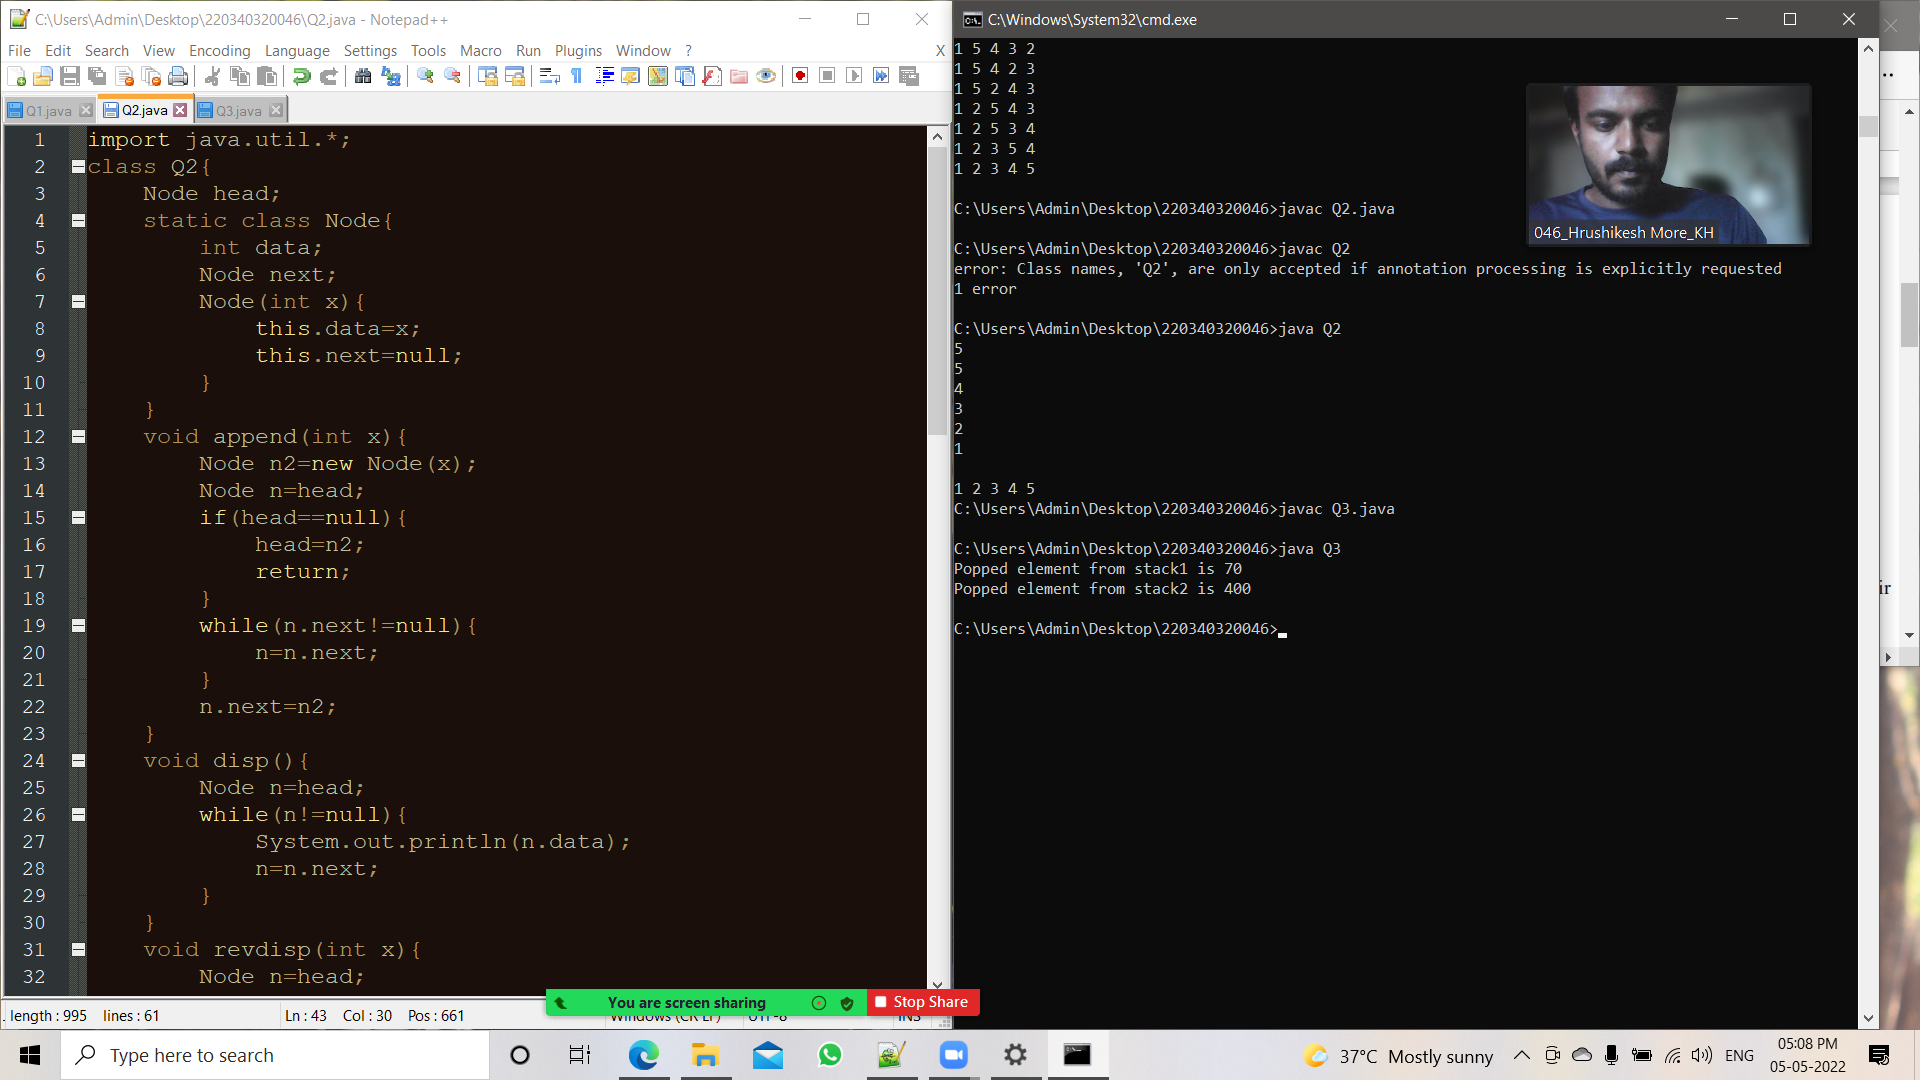 C:\Users\Admin\Desktop\220340320046\Q2.java - Notepad++
File Edit Search View Encoding Language Settings Tools Macro Run Plugins Window ? X
Q1.java Q2.java Q3.java
1 import java.util.*;
2 class Q2{
3 Node head;
4 static class Node{
5 int data;
6 Node next;
7 Node(int x){
8 this.data=x;
9 this.next=null;
10 }
11 }
12 void append(int x){
13 Node n2=new Node(x);
14 Node n=head;
15 if(head==null){
16 head=n2;
17 return;
18 }
19 while(n.next!=null){
20 n=n.next;
21 }
22 n.next=n2;
23 }
24 void disp(){
25 Node n=head;
26 while(n!=null){
27 System.out.println(n.data);
28 n=n.next;
29 }
30 }
31 void revdisp(int x){
32 Node n=head;
length : 995 lines : 61 Ln : 43 Col : 30 Pos : 661 Windows (CR LF) UTF-8 INS
You are screen sharing Stop Share
C:\Windows\System32\cmd.exe
1 5 4 3 2
1 5 4 2 3
1 5 2 4 3
1 2 5 4 3
1 2 5 3 4
1 2 3 5 4
1 2 3 4 5
C:\Users\Admin\Desktop\220340320046>javac Q2.java
C:\Users\Admin\Desktop\220340320046>javac Q2
error: Class names, 'Q2', are only accepted if annotation processing is explicitly requested
1 error
C:\Users\Admin\Desktop\220340320046>java Q2
5
5
4
3
2
1
1 2 3 4 5
C:\Users\Admin\Desktop\220340320046>javac Q3.java
C:\Users\Admin\Desktop\220340320046>java Q3
Popped element from stack1 is 70
Popped element from stack2 is 400
C:\Users\Admin\Desktop\220340320046>
046_Hrushikesh More_KH
ir
Type here to search
37°C Mostly sunny
ENG
05:08 PM
05-05-2022